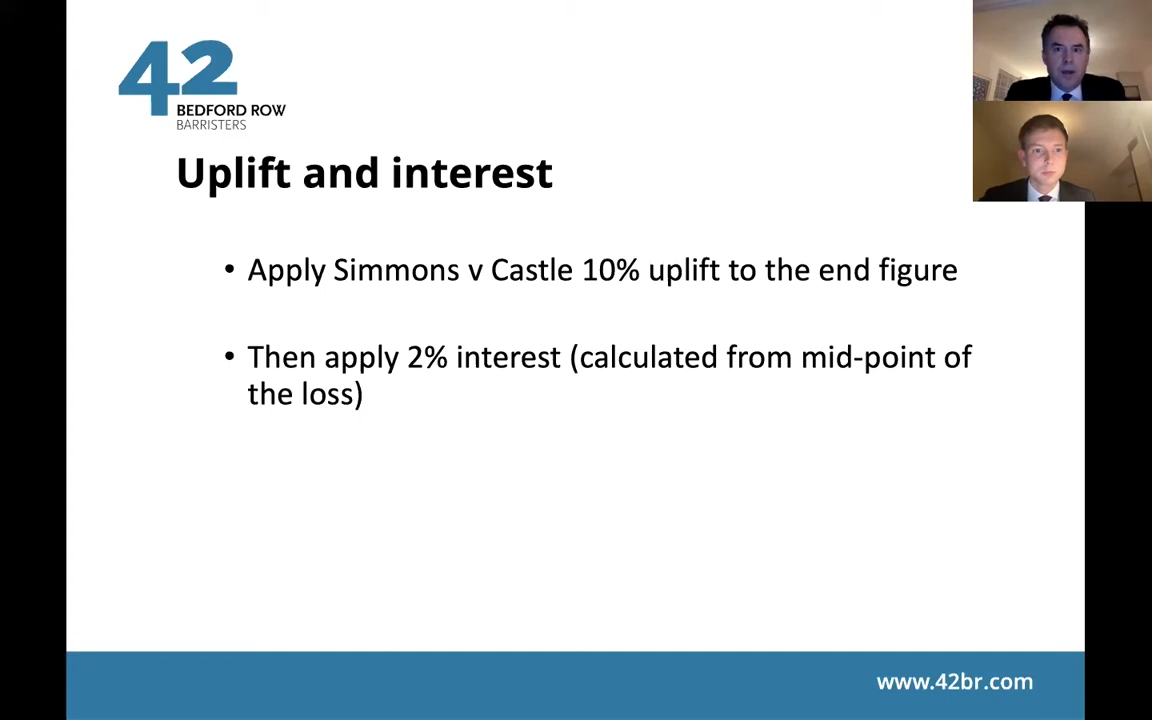 42
BEDFORD ROW
BARRISTERS
Uplift and interest
• Apply Simmons v Castle 10% uplift to the end figure
• Then apply 2% interest (calculated from mid-point of
the loss)
www.42br.com